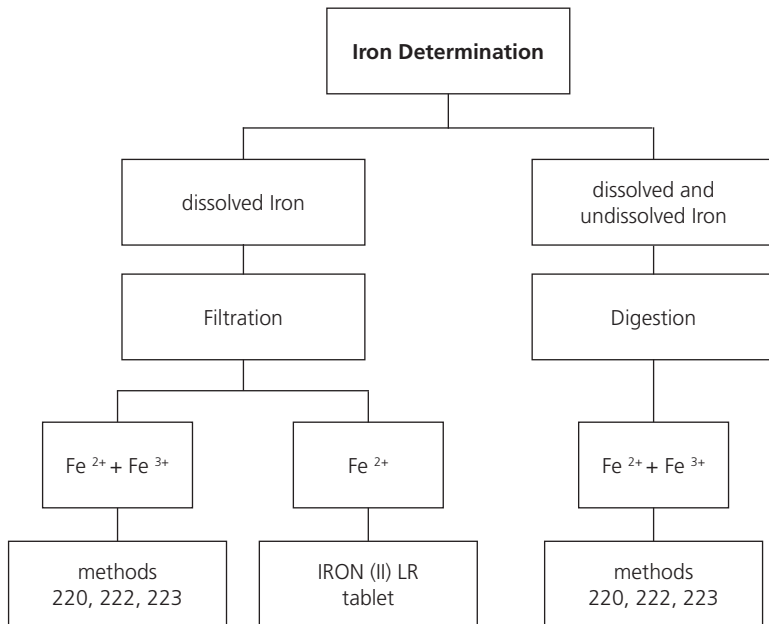 Iron Determination
dissolved Iron
dissolved and
undissolved Iron
Filtration
Digestion
Fe ²⁺ + Fe ³⁺
Fe ²⁺
Fe ²⁺ + Fe ³⁺
methods
220, 222, 223
IRON (II) LR
tablet
methods
220, 222, 223